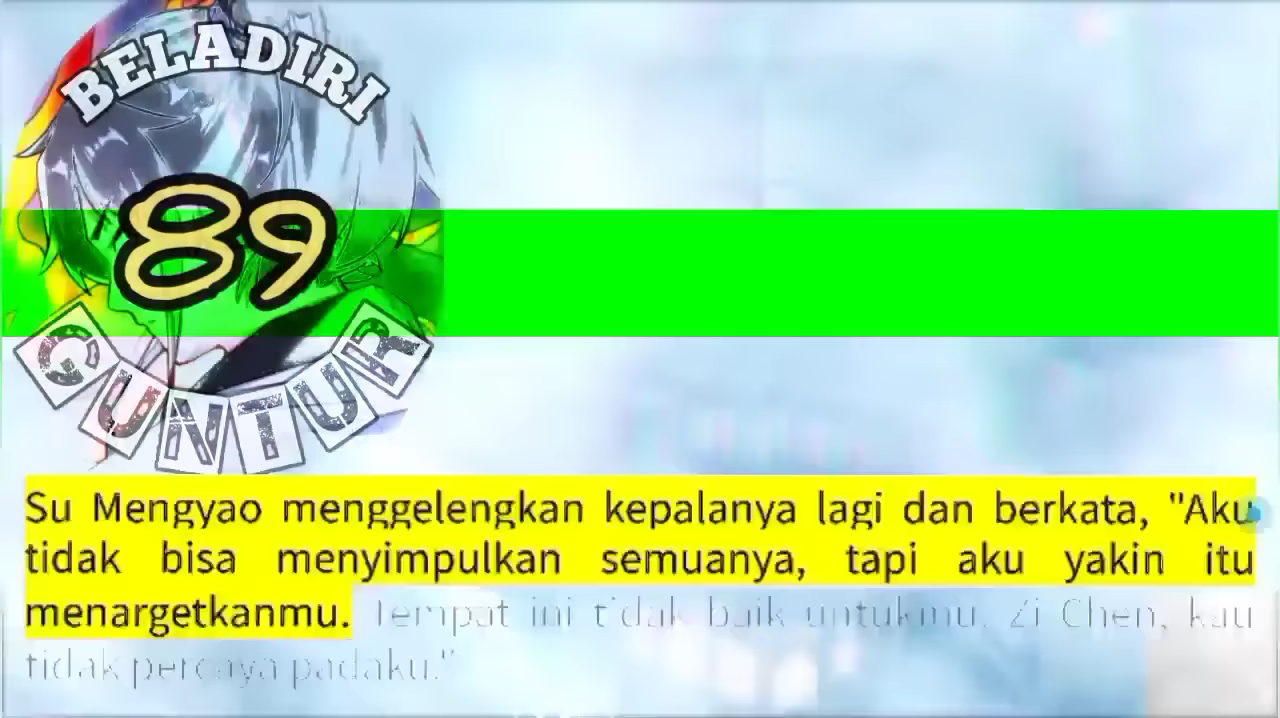 BELADIRI
89
GUNTUR
Su Mengyao menggelengkan kepalanya lagi dan berkata, "Aku
tidak bisa menyimpulkan semuanya, tapi aku yakin itu
menargetkanmu. Tempat ini tidak baik untukmu. Zi Chen, kau
tidak percaya padaku."